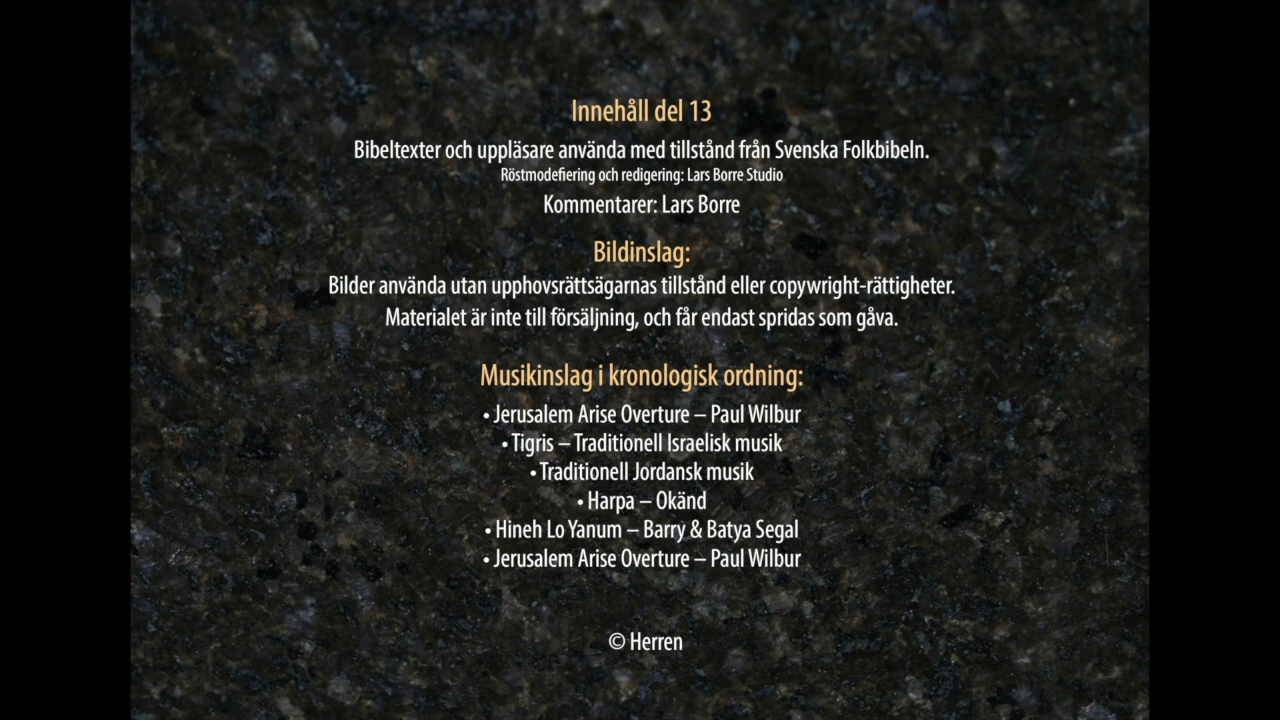 Innehåll del 13
Bibeltexter och uppläsare använda med tillstånd från Svenska Folkbibeln.
Röstmodefiering och redigering: Lars Borre Studio
Kommentarer: Lars Borre
Bildinslag:
Bilder använda utan upphovsrättsägarnas tillstånd eller copywright-rättigheter.
Materialet är inte till försäljning, och får endast spridas som gåva.
Musikinslag i kronologisk ordning:
• Jerusalem Arise Overture – Paul Wilbur
• Tigris – Traditionell Israelisk musik
• Traditionell Jordansk musik
• Harpa – Okänd
• Hineh Lo Yanum – Barry & Batya Segal
• Jerusalem Arise Overture – Paul Wilbur
© Herren